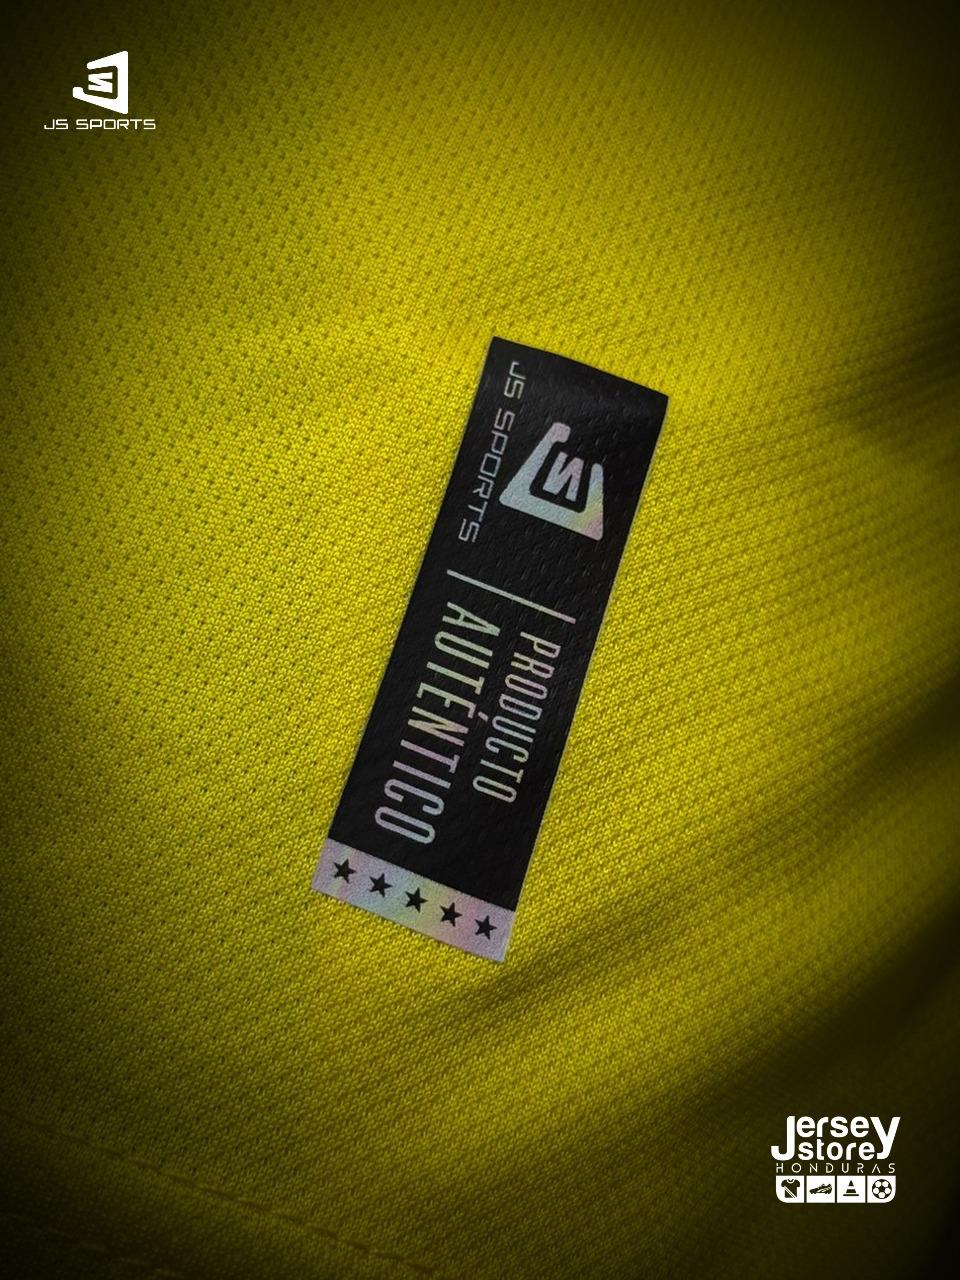 JS SPORTS
JS SPORTS
PRODUCTO
AUTÉNTICO
Jersey
store
HONDURAS